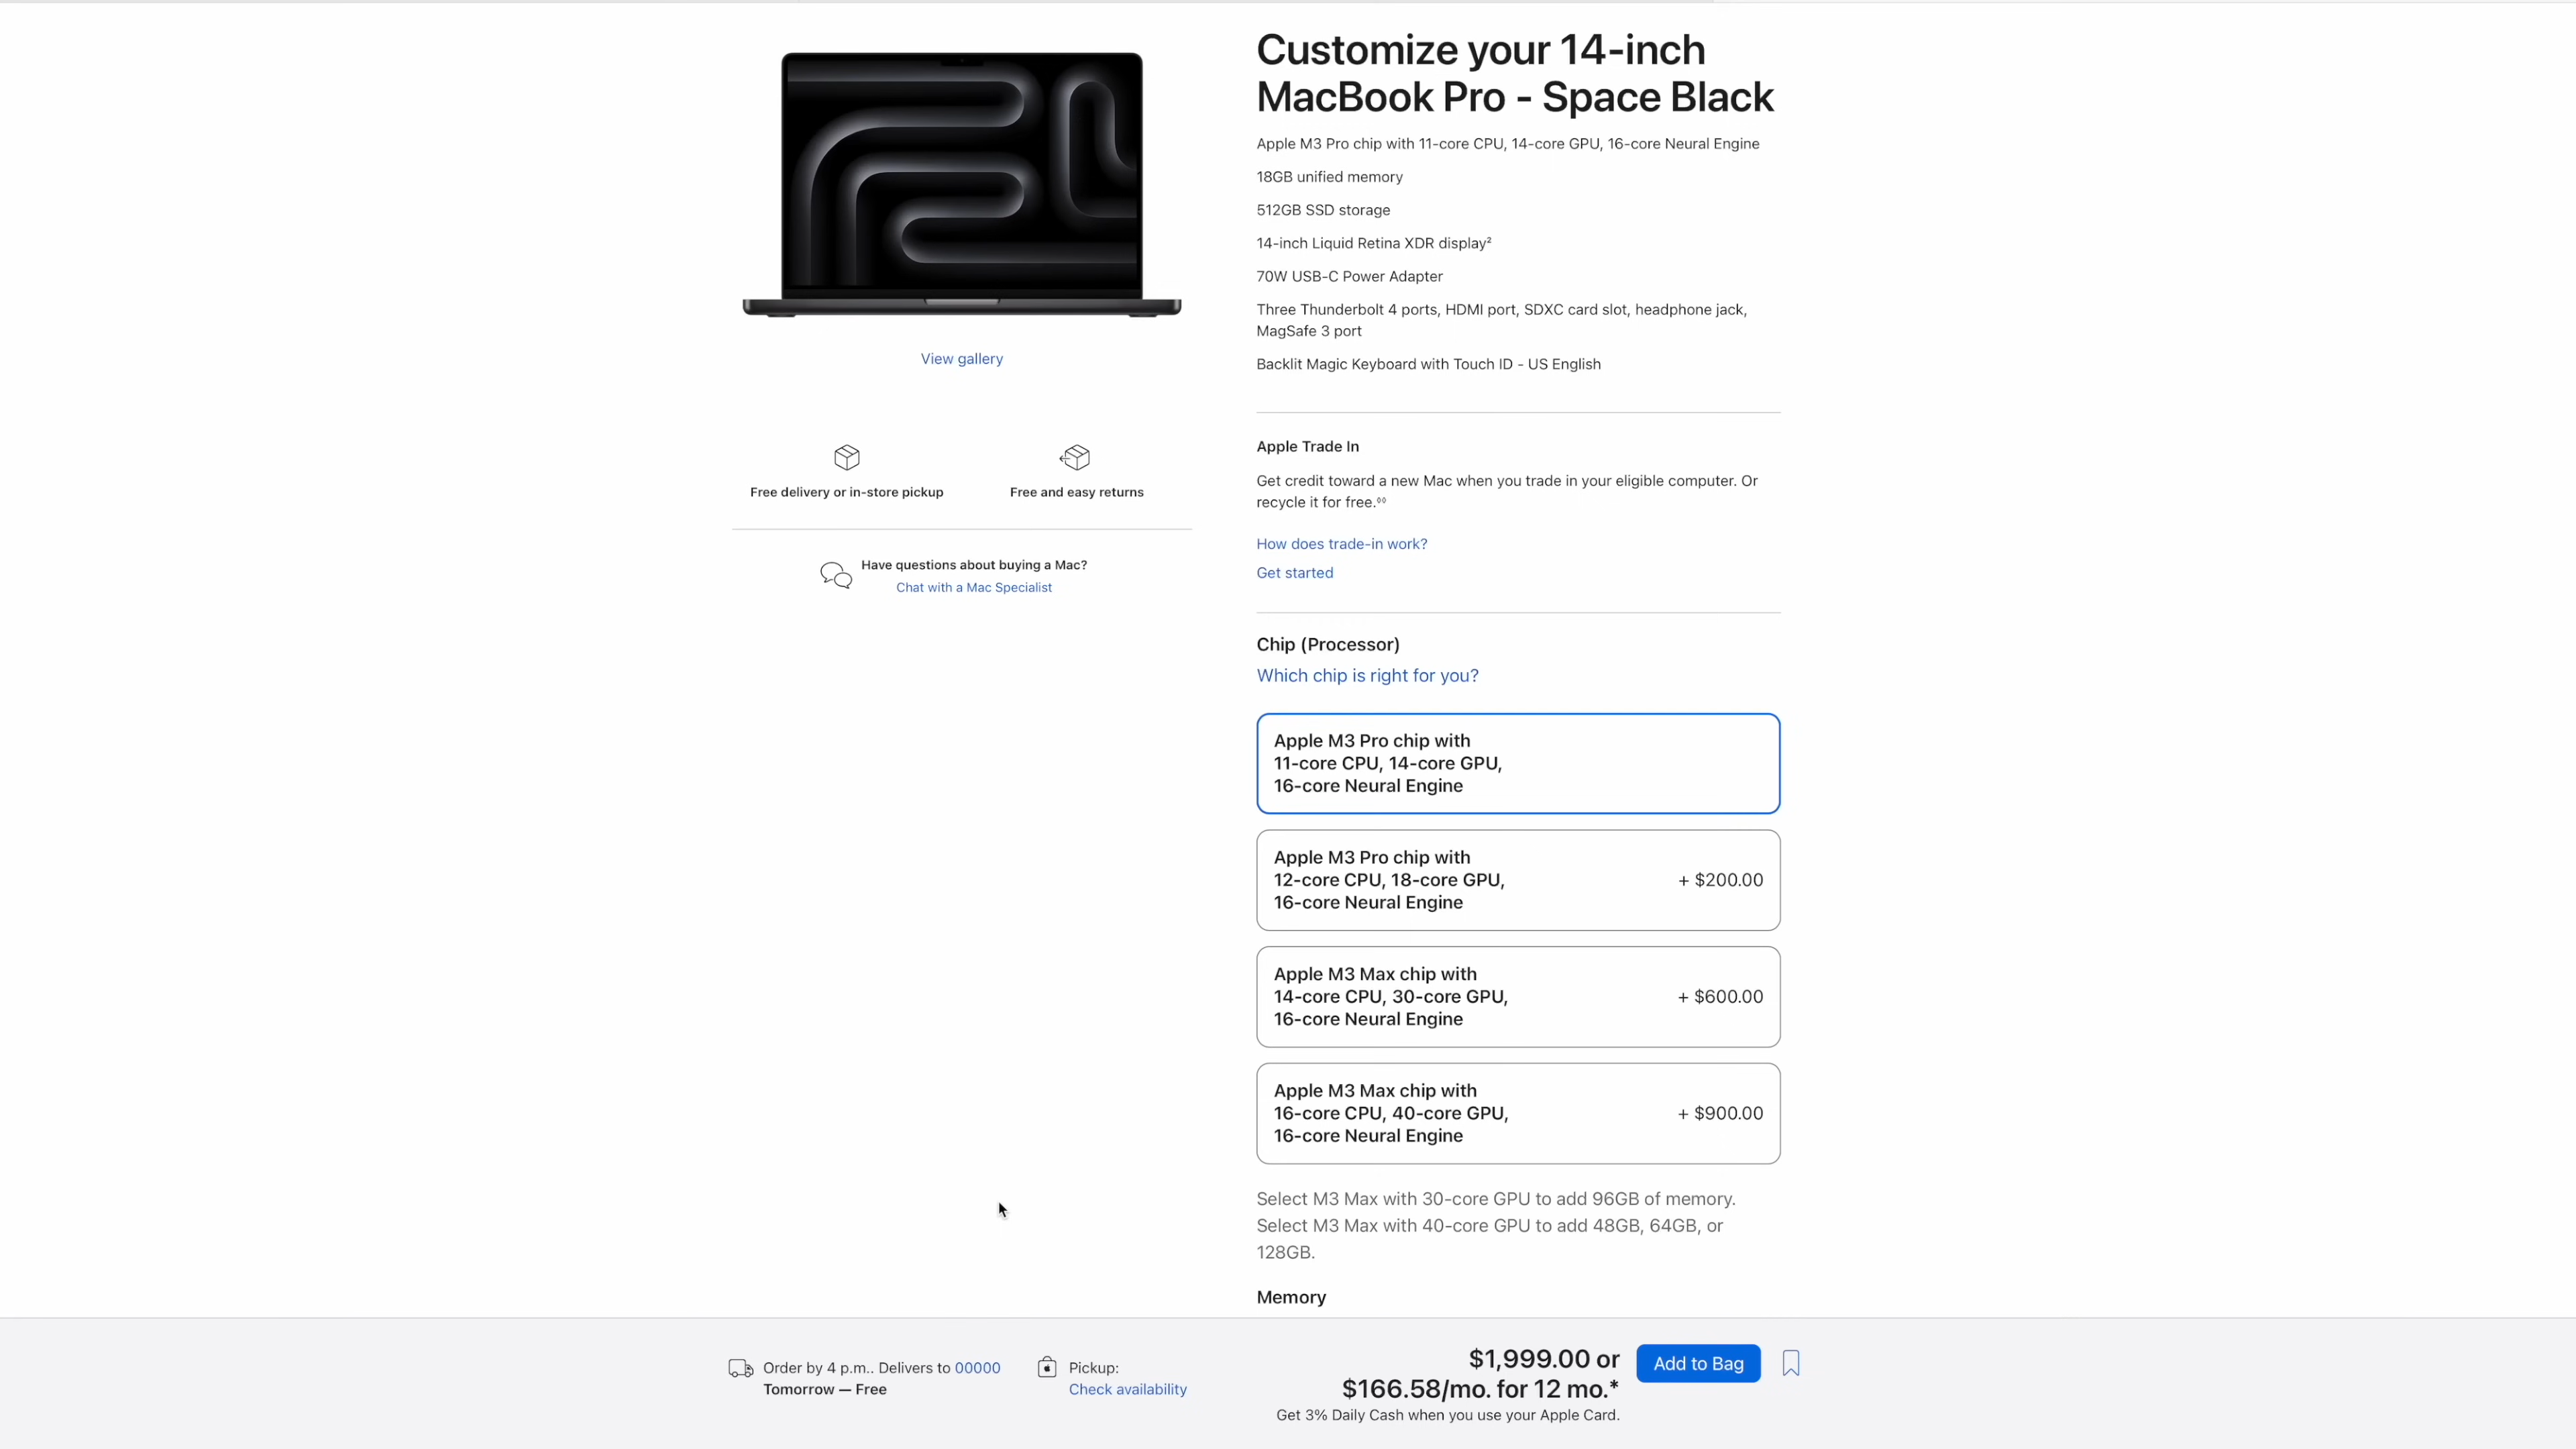 Customize your 14-inch
MacBook Pro - Space Black
Apple M3 Pro chip with 11-core CPU, 14-core GPU, 16-core Neural Engine
18GB unified memory
512GB SSD storage
14-inch Liquid Retina XDR display²
70W USB-C Power Adapter
Three Thunderbolt 4 ports, HDMI port, SDXC card slot, headphone jack,
MagSafe 3 port
Backlit Magic Keyboard with Touch ID - US English
View gallery
Free delivery or in-store pickup
Free and easy returns
Have questions about buying a Mac?
Chat with a Mac Specialist
Apple Trade In
Get credit toward a new Mac when you trade in your eligible computer. Or
recycle it for free.◊◊
How does trade-in work?
Get started
Chip (Processor)
Which chip is right for you?
Apple M3 Pro chip with
11-core CPU, 14-core GPU,
16-core Neural Engine
Apple M3 Pro chip with
12-core CPU, 18-core GPU,
16-core Neural Engine
+ $200.00
Apple M3 Max chip with
14-core CPU, 30-core GPU,
16-core Neural Engine
+ $600.00
Apple M3 Max chip with
16-core CPU, 40-core GPU,
16-core Neural Engine
+ $900.00
Select M3 Max with 30-core GPU to add 96GB of memory.
Select M3 Max with 40-core GPU to add 48GB, 64GB, or
128GB.
Memory
Order by 4 p.m.. Delivers to 00000
Tomorrow — Free
Pickup:
Check availability
$1,999.00 or
$166.58/mo. for 12 mo.*
Get 3% Daily Cash when you use your Apple Card.
Add to Bag